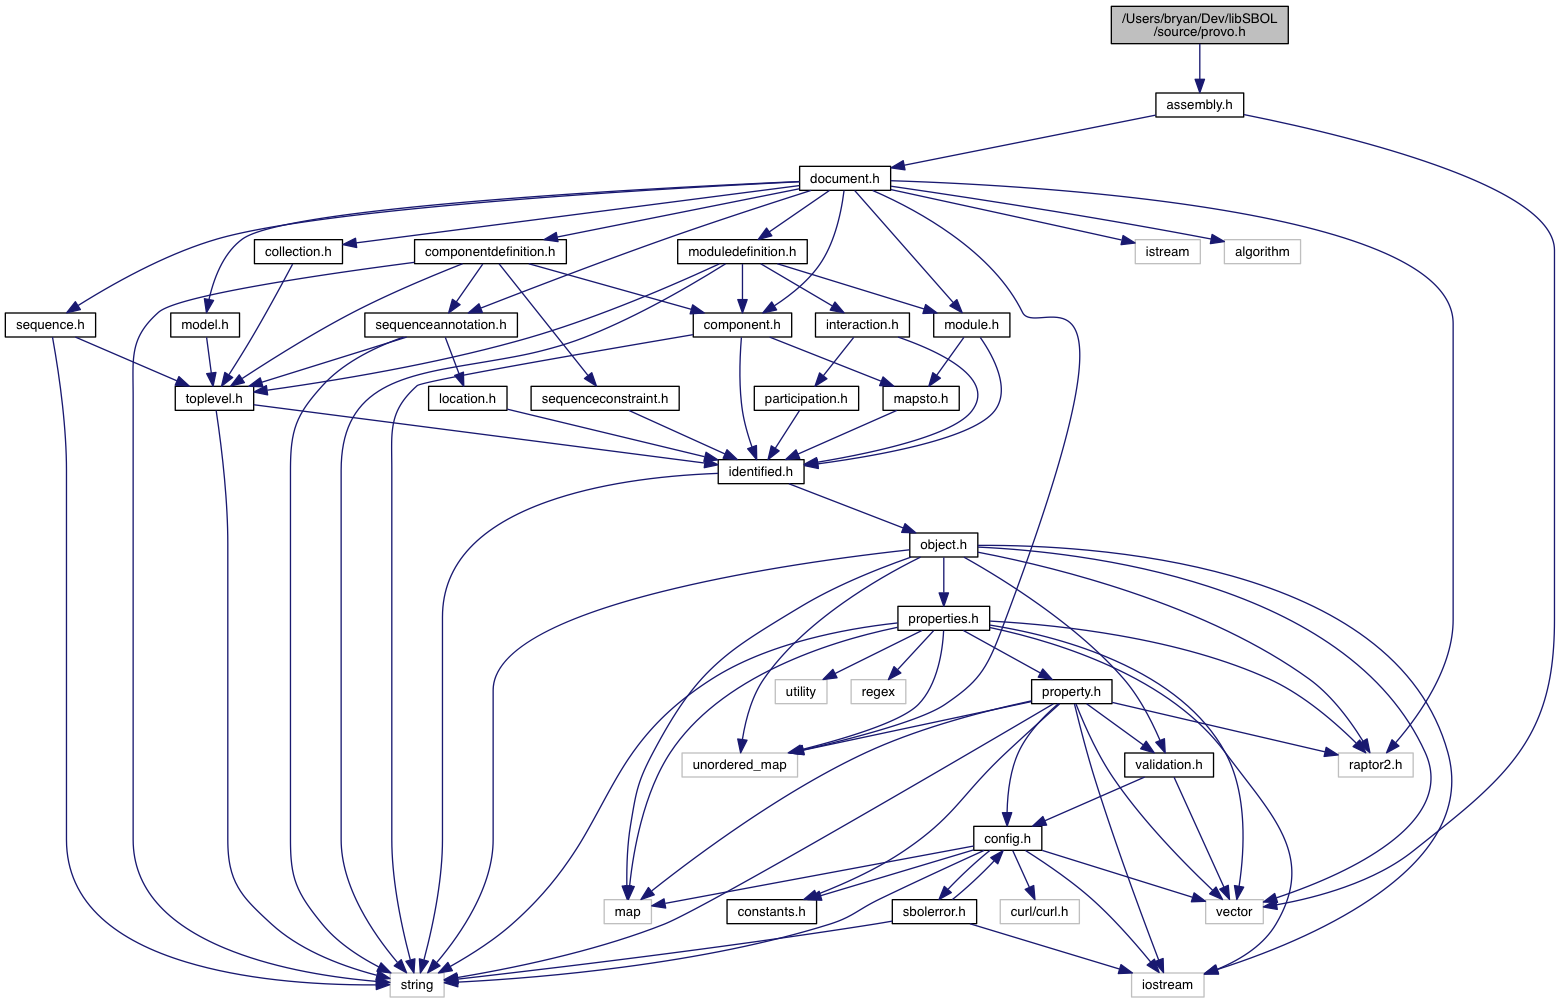 /Users/bryan/Dev/libSBOL
/source/provo.h
assembly.h
document.h
collection.h
componentdefinition.h
moduledefinition.h
istream
algorithm
sequence.h
model.h
sequenceannotation.h
component.h
interaction.h
module.h
toplevel.h
location.h
sequenceconstraint.h
participation.h
mapsto.h
identified.h
object.h
properties.h
utility
regex
property.h
unordered_map
validation.h
raptor2.h
config.h
map
constants.h
sbolerror.h
curl/curl.h
vector
string
iostream